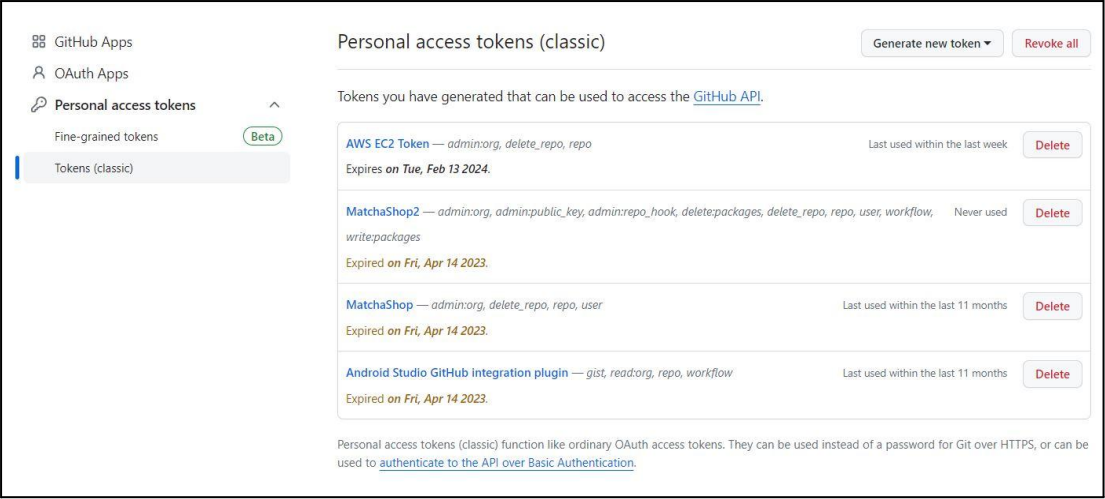 GitHub Apps
OAuth Apps
Personal access tokens
Fine-grained tokens Beta
Tokens (classic)
Personal access tokens (classic) Generate new token Revoke all
Tokens you have generated that can be used to access the GitHub API.
AWS EC2 Token — admin:org, delete_repo, repo Last used within the last week Delete
Expires on Tue, Feb 13 2024.
MatchaShop2 — admin:org, admin:public_key, admin:repo_hook, delete:packages, delete_repo, repo, user, workflow, Never used Delete
write:packages
Expired on Fri, Apr 14 2023.
MatchaShop — admin:org, delete_repo, repo, user Last used within the last 11 months Delete
Expired on Fri, Apr 14 2023.
Android Studio GitHub integration plugin — gist, read:org, repo, workflow Last used within the last 11 months Delete
Expired on Fri, Apr 14 2023.
Personal access tokens (classic) function like ordinary OAuth access tokens. They can be used instead of a password for Git over HTTPS, or can be
used to authenticate to the API over Basic Authentication.